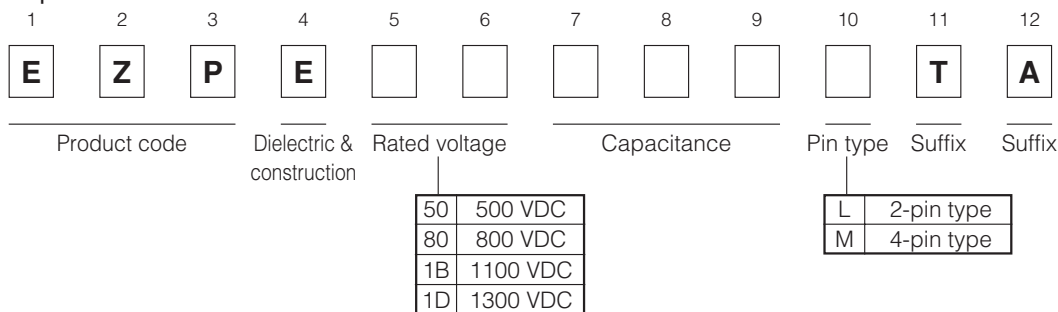 1 2 3 4 5 6 7 8 9 10 11 12
E Z P E T A
Product code Dielectric & Rated voltage Capacitance Pin type Suffix Suffix
construction
50 500 VDC L 2-pin type
80 800 VDC M 4-pin type
1B 1100 VDC
1D 1300 VDC